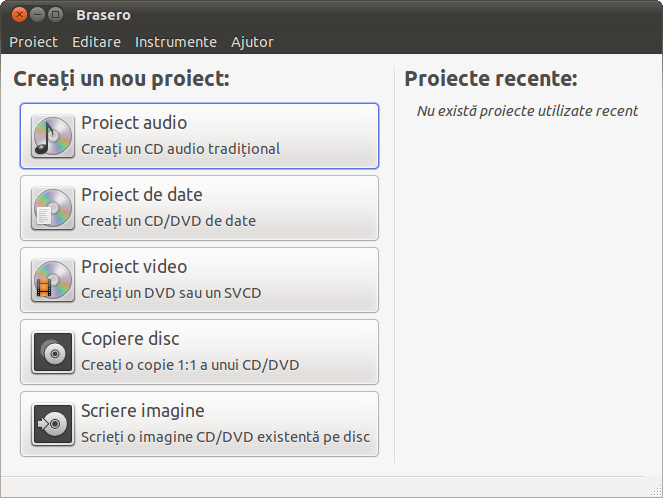 Brasero
Proiect Editare Instrumente Ajutor
Creați un nou proiect:
Proiect audio
Creați un CD audio tradițional
Proiect de date
Creați un CD/DVD de date
Proiect video
Creați un DVD sau un SVCD
Copiere disc
Creați o copie 1:1 a unui CD/DVD
Scriere imagine
Scrieți o imagine CD/DVD existentă pe disc
Proiecte recente:
Nu există proiecte utilizate recent